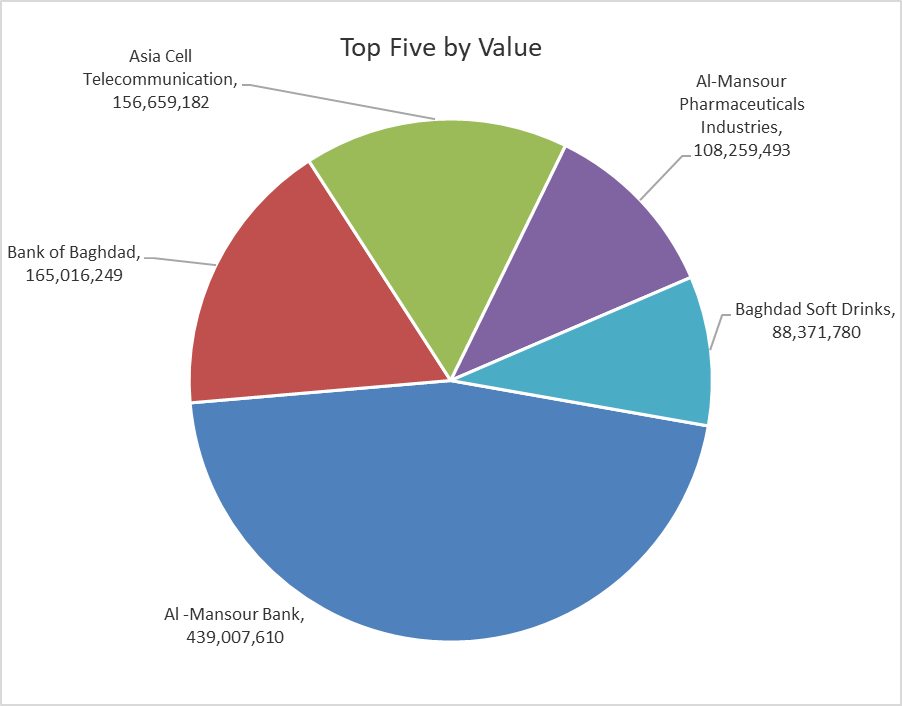 Top Five by Value
Asia Cell
Telecommunication,
156,659,182
Al-Mansour
Pharmaceuticals
Industries,
108,259,493
Bank of Baghdad,
165,016,249
Baghdad Soft Drinks,
88,371,780
Al -Mansour Bank,
439,007,610